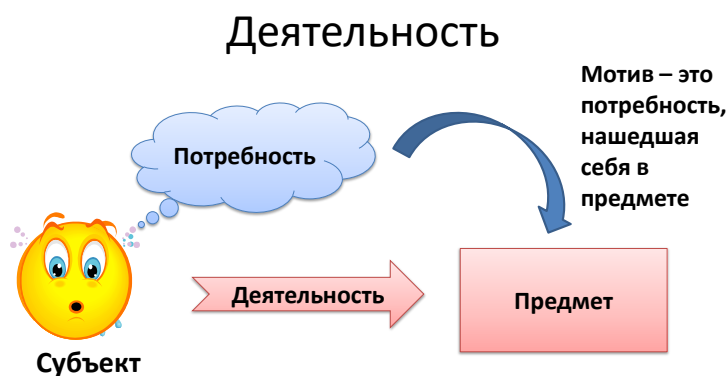 Деятельность
Мотив – это
потребность,
нашедшая
себя в
предмете
Потребность
Деятельность
Предмет
Субъект